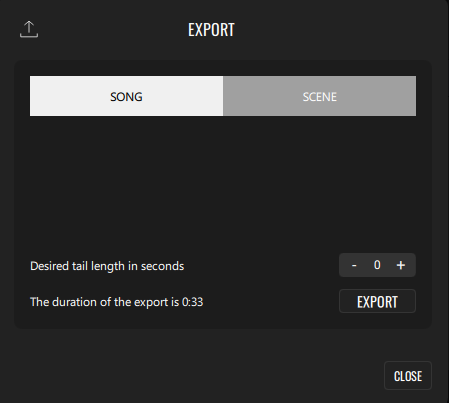 EXPORT
SONG SCENE
Desired tail length in seconds - 0 +
The duration of the export is 0:33 EXPORT
CLOSE